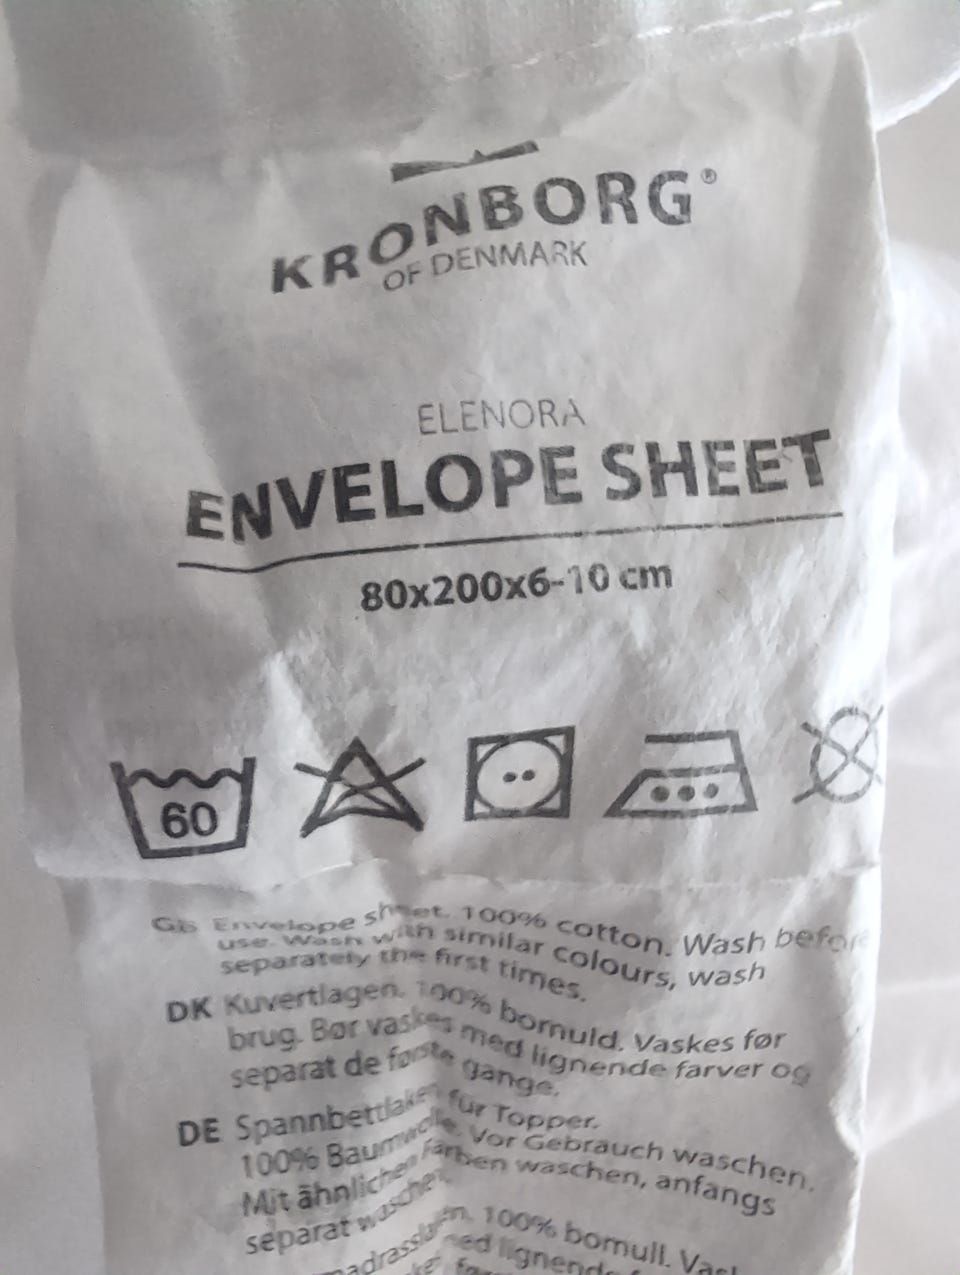 KRONBORG®
OF DENMARK
ELENORA
ENVELOPE SHEET
80x200x6-10 cm
60
GB Envelope sheet. 100% cotton. Wash before
use. Wash with similar colours, wash
separately the first times.
DK Kuvertlagen. 100% bomuld. Vaskes før
brug. Bør vaskes med lignende farver og
separat de første gange.
DE Spannbettlaken für Topper.
100% Baumwolle. Vor Gebrauch waschen.
Mit ähnlichen Farben waschen, anfangs
separat waschen.
100% bomull.
lignende